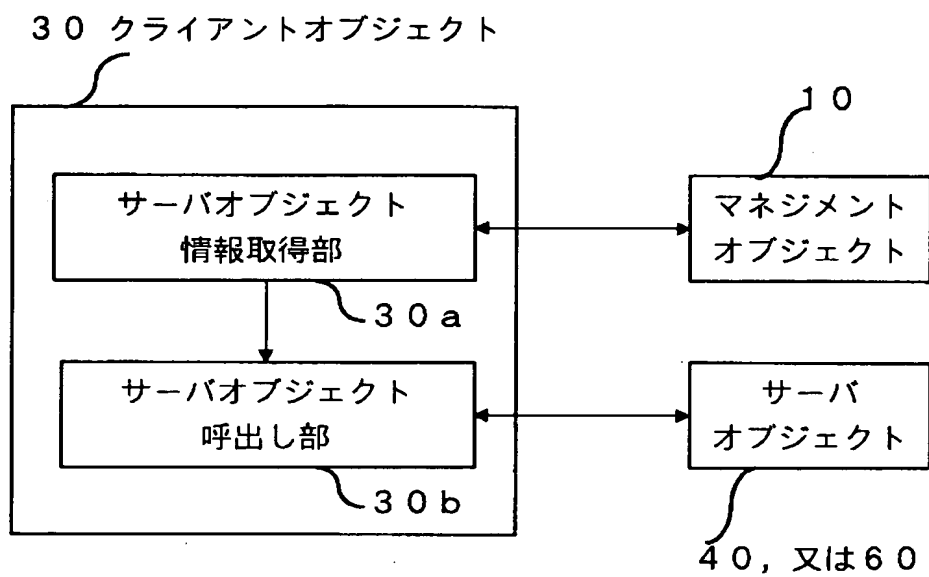 ３０ クライアントオブジェクト
１０
サーバオブジェクト
情報取得部
マネジメント
オブジェクト
３０ａ
サーバオブジェクト
呼出し部
サーバ
オブジェクト
３０ｂ
４０，又は６０